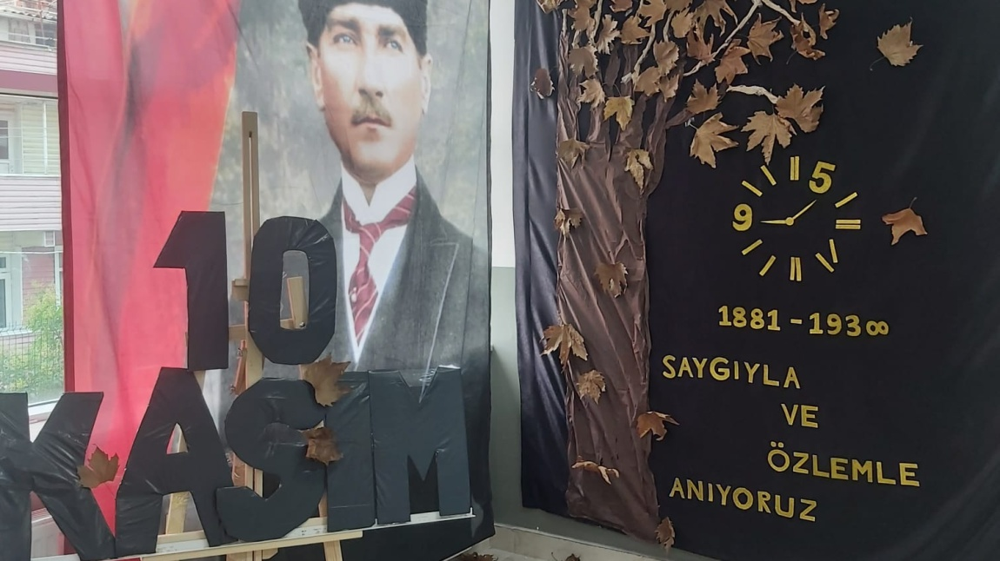 10
KASIM
9 5
1881-193∞
SAYGIYLA
VE
ÖZLEMLE
ANIYORUZ